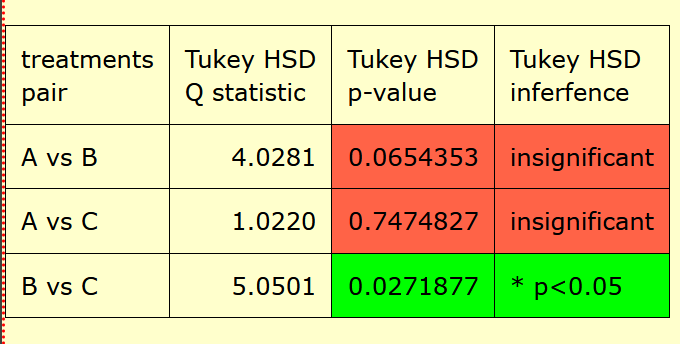 treatments pair Tukey HSD Q statistic Tukey HSD p-value Tukey HSD inferfence
A vs B 4.0281 0.0654353 insignificant
A vs C 1.0220 0.7474827 insignificant
B vs C 5.0501 0.0271877 * p<0.05